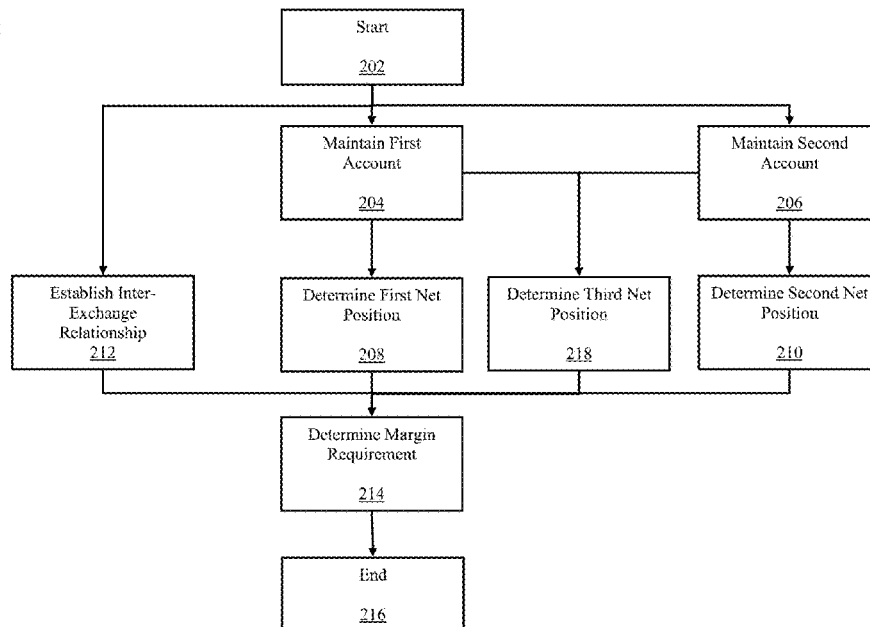 Start
202
Maintain First
Account
204
Maintain Second
Account
206
Establish Inter-
Exchange
Relationship
212
Determine First Net
Position
208
Determine Third Net
Position
218
Determine Second Net
Position
210
Determine Margin
Requirement
214
End
216